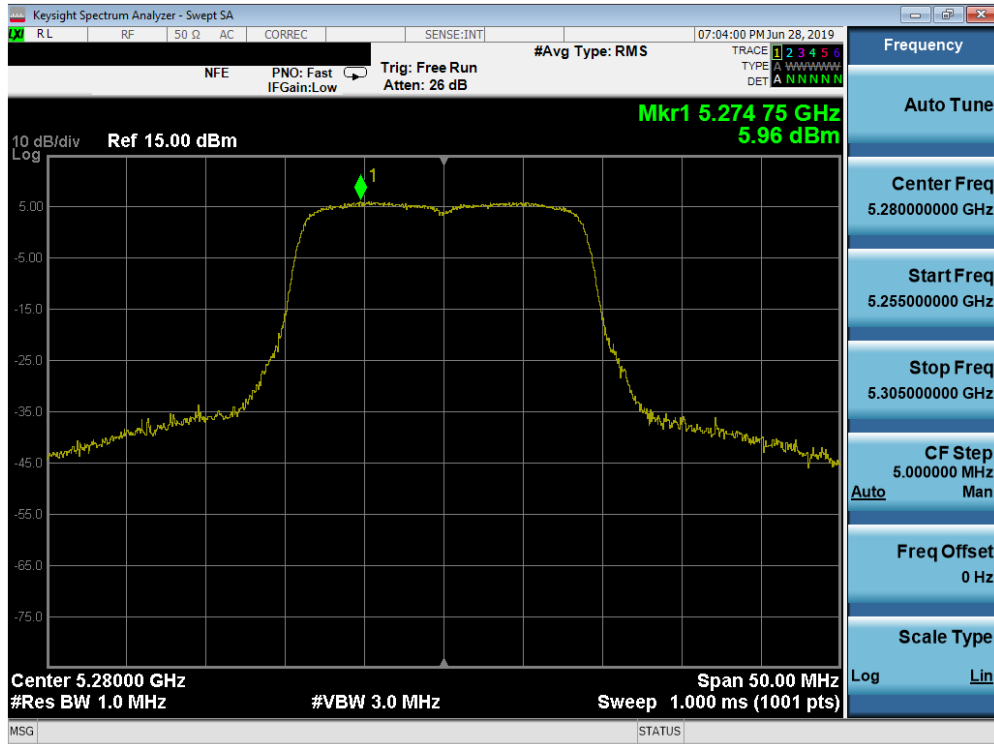 Keysight Spectrum Analyzer - Swept SA
LXI RL RF 50 Ω AC CORREC SENSE:INT 07:04:00 PM Jun 28, 2019
Frequency
#Avg Type: RMS
TRACE 1 2 3 4 5 6
TYPE A W W W W W
DET A N N N N N
NFE
PNO: Fast
IFGain:Low
Trig: Free Run
Atten: 26 dB
Auto Tune
Mkr1 5.274 75 GHz
5.96 dBm
10 dB/div
Log
Ref 15.00 dBm
1
5.00
-5.00
-15.0
-25.0
-35.0
-45.0
-55.0
-65.0
-75.0
Center Freq
5.280000000 GHz
Start Freq
5.255000000 GHz
Stop Freq
5.305000000 GHz
CF Step
5.000000 MHz
Auto Man
Freq Offset
0 Hz
Scale Type
Log Lin
Center 5.28000 GHz
Span 50.00 MHz
#Res BW 1.0 MHz
#VBW 3.0 MHz
Sweep 1.000 ms (1001 pts)
MSG
STATUS